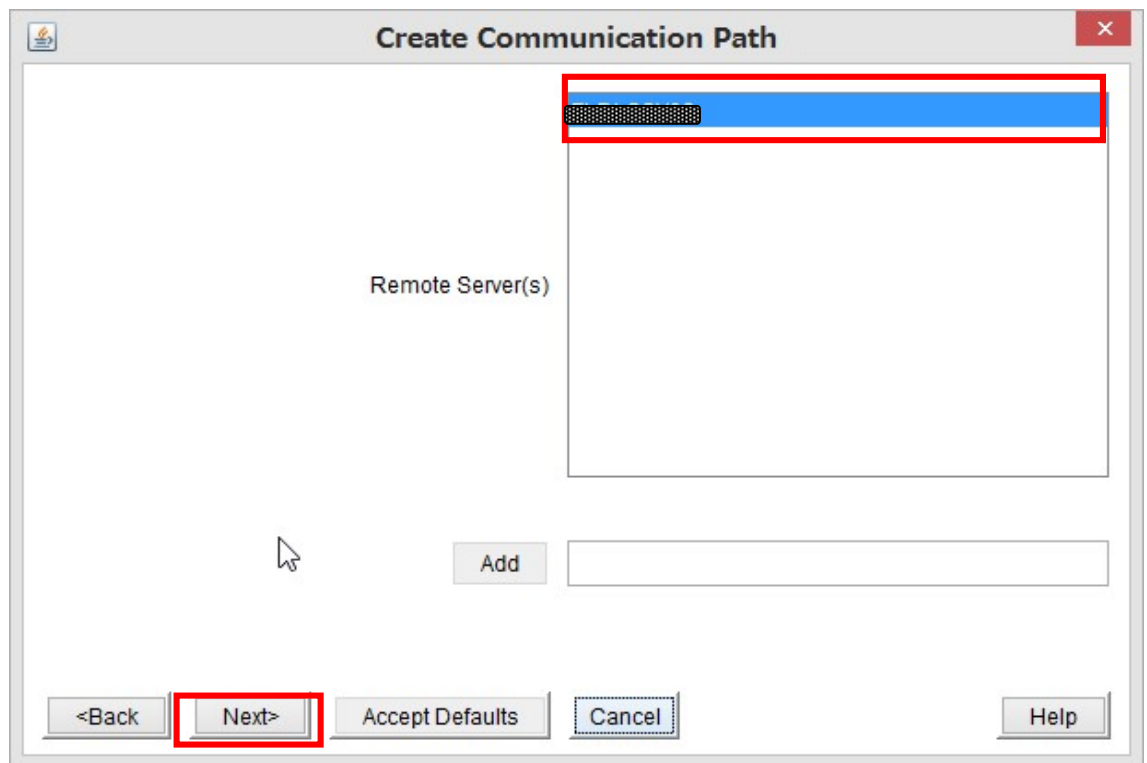 Create Communication Path
Remote Server(s)
Add
<Back Next> Accept Defaults Cancel Help